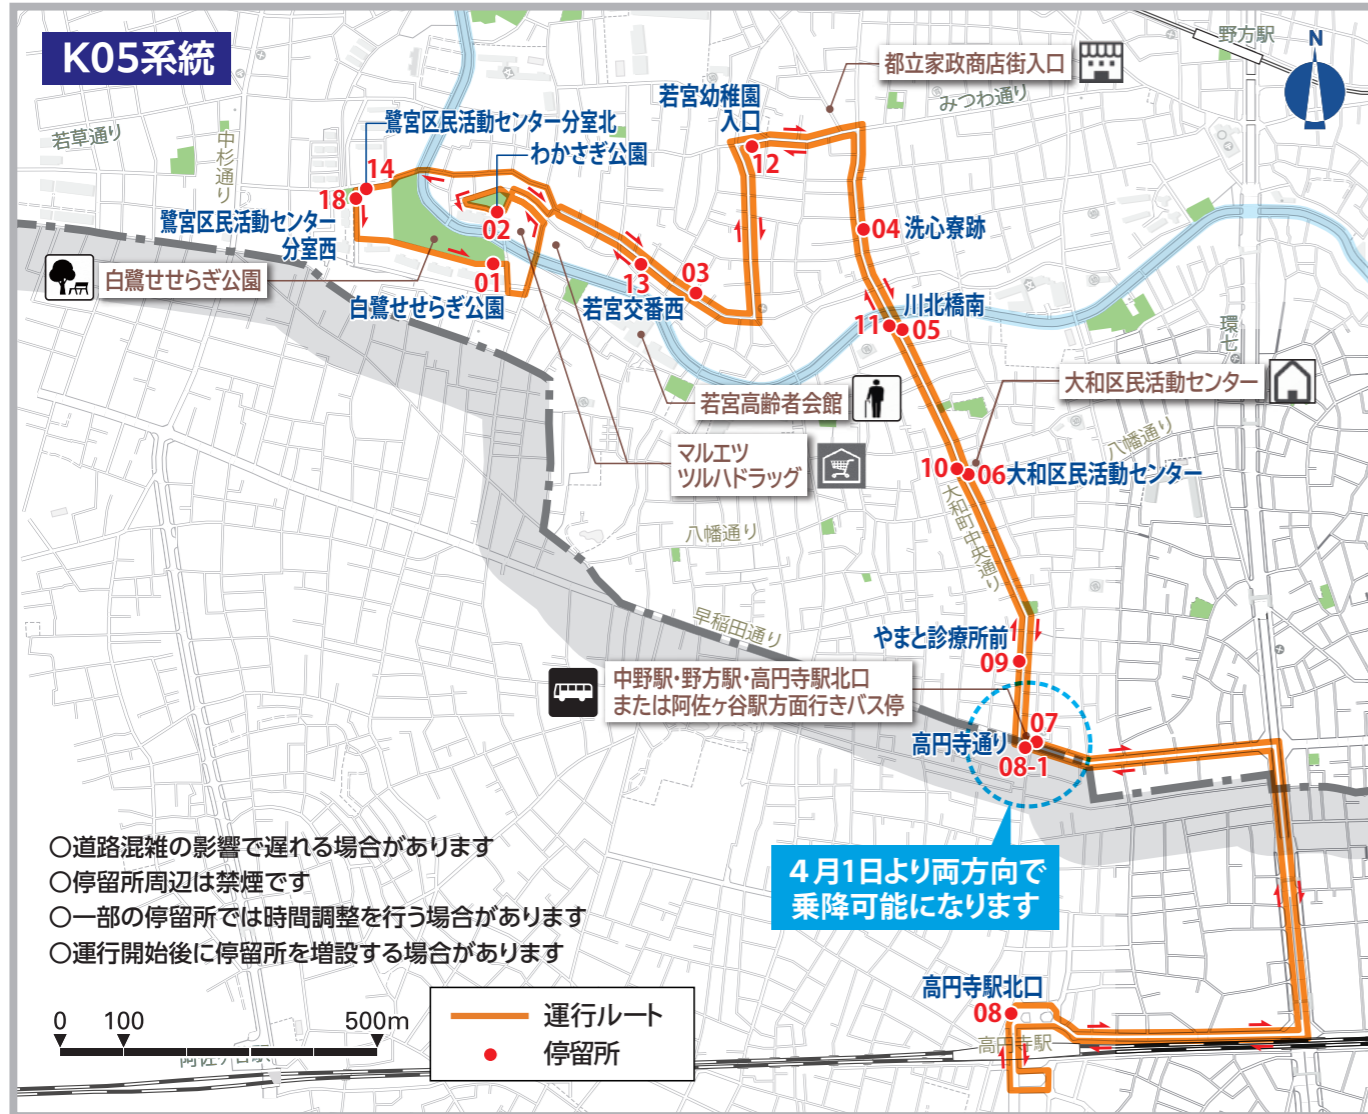 K05系統
野方駅
N
都立家政商店街入口
みつわ通り
若宮幼稚園
入口
12
若草通り
中杉通り
鷺宮区民活動センター分室北
わかさぎ公園
14
18
鷺宮区民活動センター
分室西
02
04 洗心寮跡
白鷺せせらぎ公園
01
白鷺せせらぎ公園
13
03
若宮交番西
川北橋南
11
05
環七
大和区民活動センター
若宮高齢者会館
八幡通り
マルエツ
ツルハドラッグ
10
06 大和区民活動センター
大和町中央通り
八幡通り
早稲田通り
やまと診療所前
09
中野駅・野方駅・高円寺駅北口
または阿佐ヶ谷駅方面行きバス停
07
高円寺通り
08-1
4月1日より両方向で
乗降可能になります
○道路混雑の影響で遅れる場合があります
○停留所周辺は禁煙です
○一部の停留所では時間調整を行う場合があります
○運行開始後に停留所を増設する場合があります
高円寺駅北口
08
高円寺駅
0 100 500m
阿佐ヶ谷駅
運行ルート
停留所